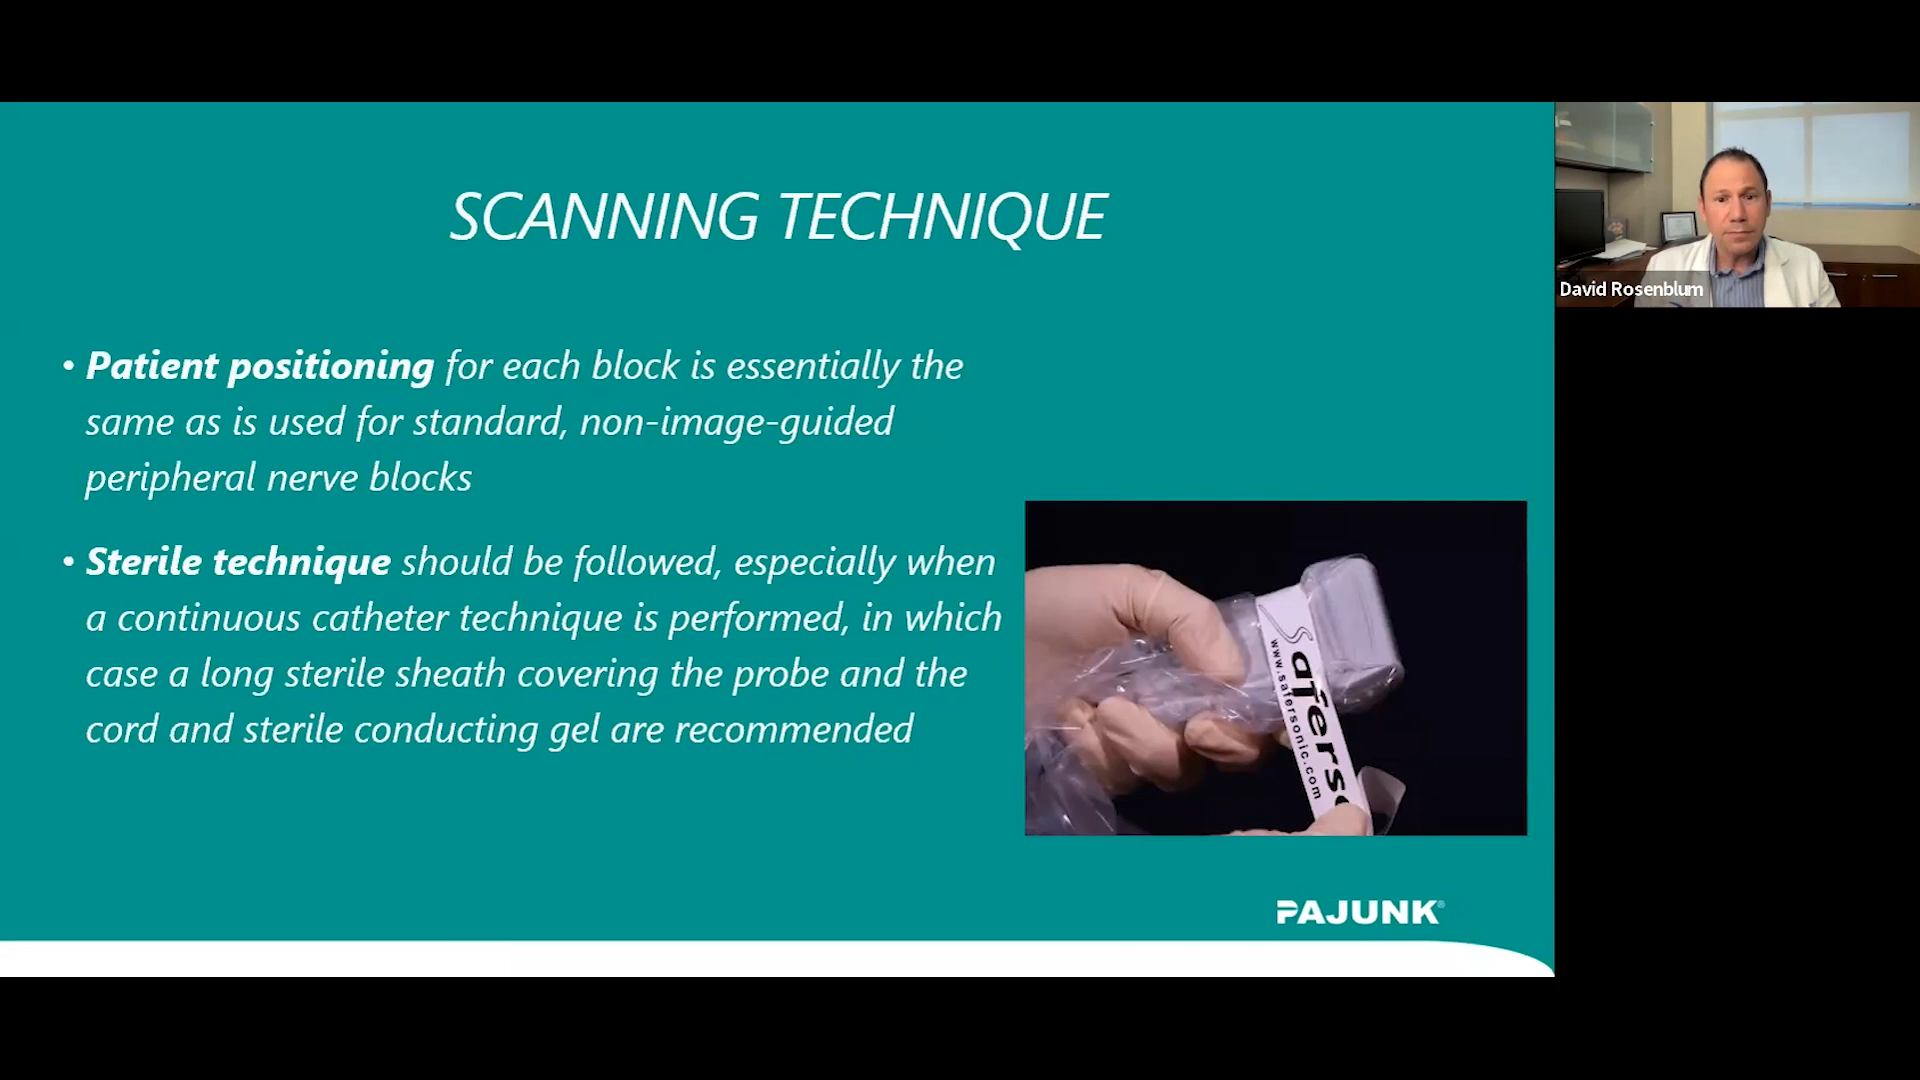 SCANNING TECHNIQUE
• Patient positioning for each block is essentially the
same as is used for standard, non-image-guided
peripheral nerve blocks
• Sterile technique should be followed, especially when
a continuous catheter technique is performed, in which
case a long sterile sheath covering the probe and the
cord and sterile conducting gel are recommended
Saferso
www.safersonic.com
PAJUNK®
David Rosenblum